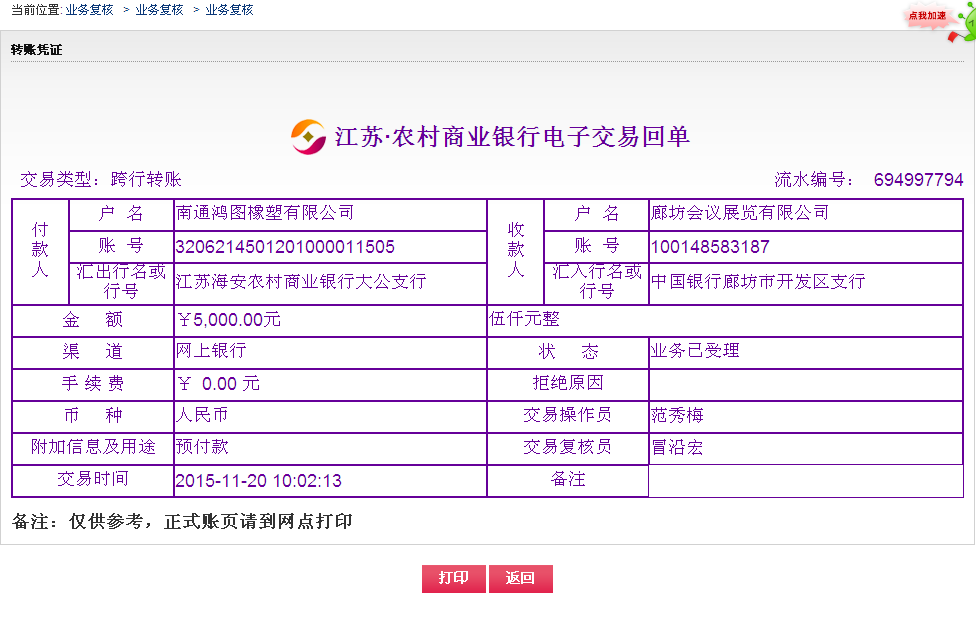 当前位置: 业务复核 > 业务复核 > 业务复核
点我加速
转账凭证
江苏·农村商业银行电子交易回单
交易类型：跨行转账 流水编号： 694997794
付款人 户 名 南通鸿图橡塑有限公司 收款人 户 名 廊坊会议展览有限公司
账 号 3206214501201000011505 账 号 100148583187
汇出行名或行号 江苏海安农村商业银行大公支行 汇入行名或行号 中国银行廊坊市开发区支行
金 额 ￥5,000.00元 伍仟元整
渠 道 网上银行 状 态 业务已受理
手 续 费 ￥ 0.00 元 拒绝原因
币 种 人民币 交易操作员 范秀梅
附加信息及用途 预付款 交易复核员 冒沿宏
交易时间 2015-11-20 10:02:13 备注
备注：仅供参考，正式账页请到网点打印
打印 返回